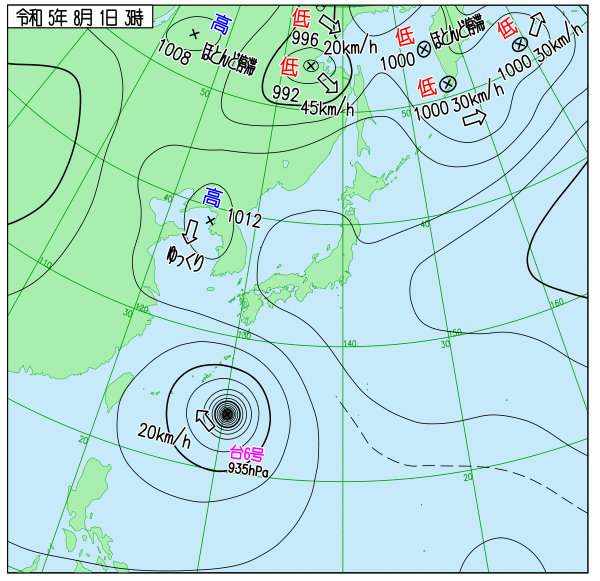 令和 5年 8月 1日 3時
高
1008
ほとんど停滞
低
996 20km/h
低
992
45km/h
低
1000
ほとんど停滞
低
1000 30km/h
低
1000 30km/h
50
50
高
1012
ゆっくり
40
40
110
30
120
130
140
150
160
30
20
20
20km/h
台6号
935hPa